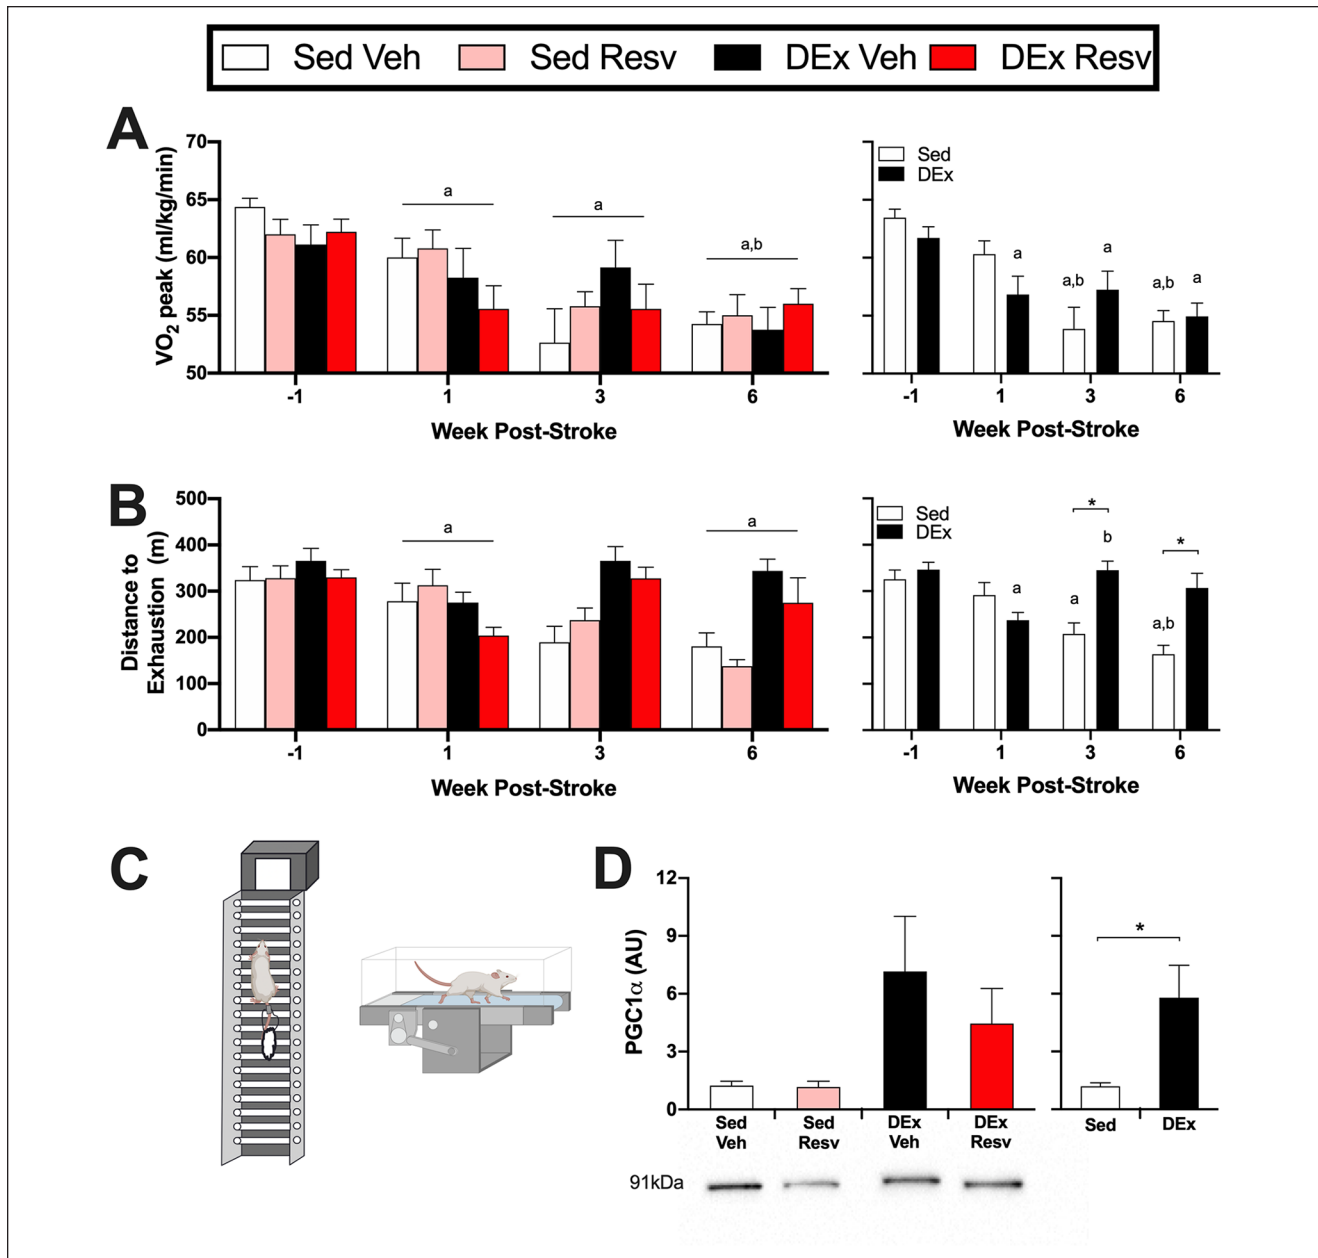 Sed Veh Sed Resv DEx Veh DEx Resv
A
VO2 peak (ml/kg/min)
70
65
60
55
50
a
a
a,b
-1 1 3 6
Week Post-Stroke
Sed
DEx
a
a,b
a
a,b
a
-1 1 3 6
Week Post-Stroke
B
Distance to
Exhaustion (m)
500
400
300
200
100
0
a
a
-1 1 3 6
Week Post-Stroke
Sed
DEx
*
*
a
a
b
a,b
-1 1 3 6
Week Post-Stroke
C
D
PGC1α (AU)
12
9
6
3
0
Sed Sed DEx DEx
Veh Resv Veh Resv
*
Sed DEx
91kDa